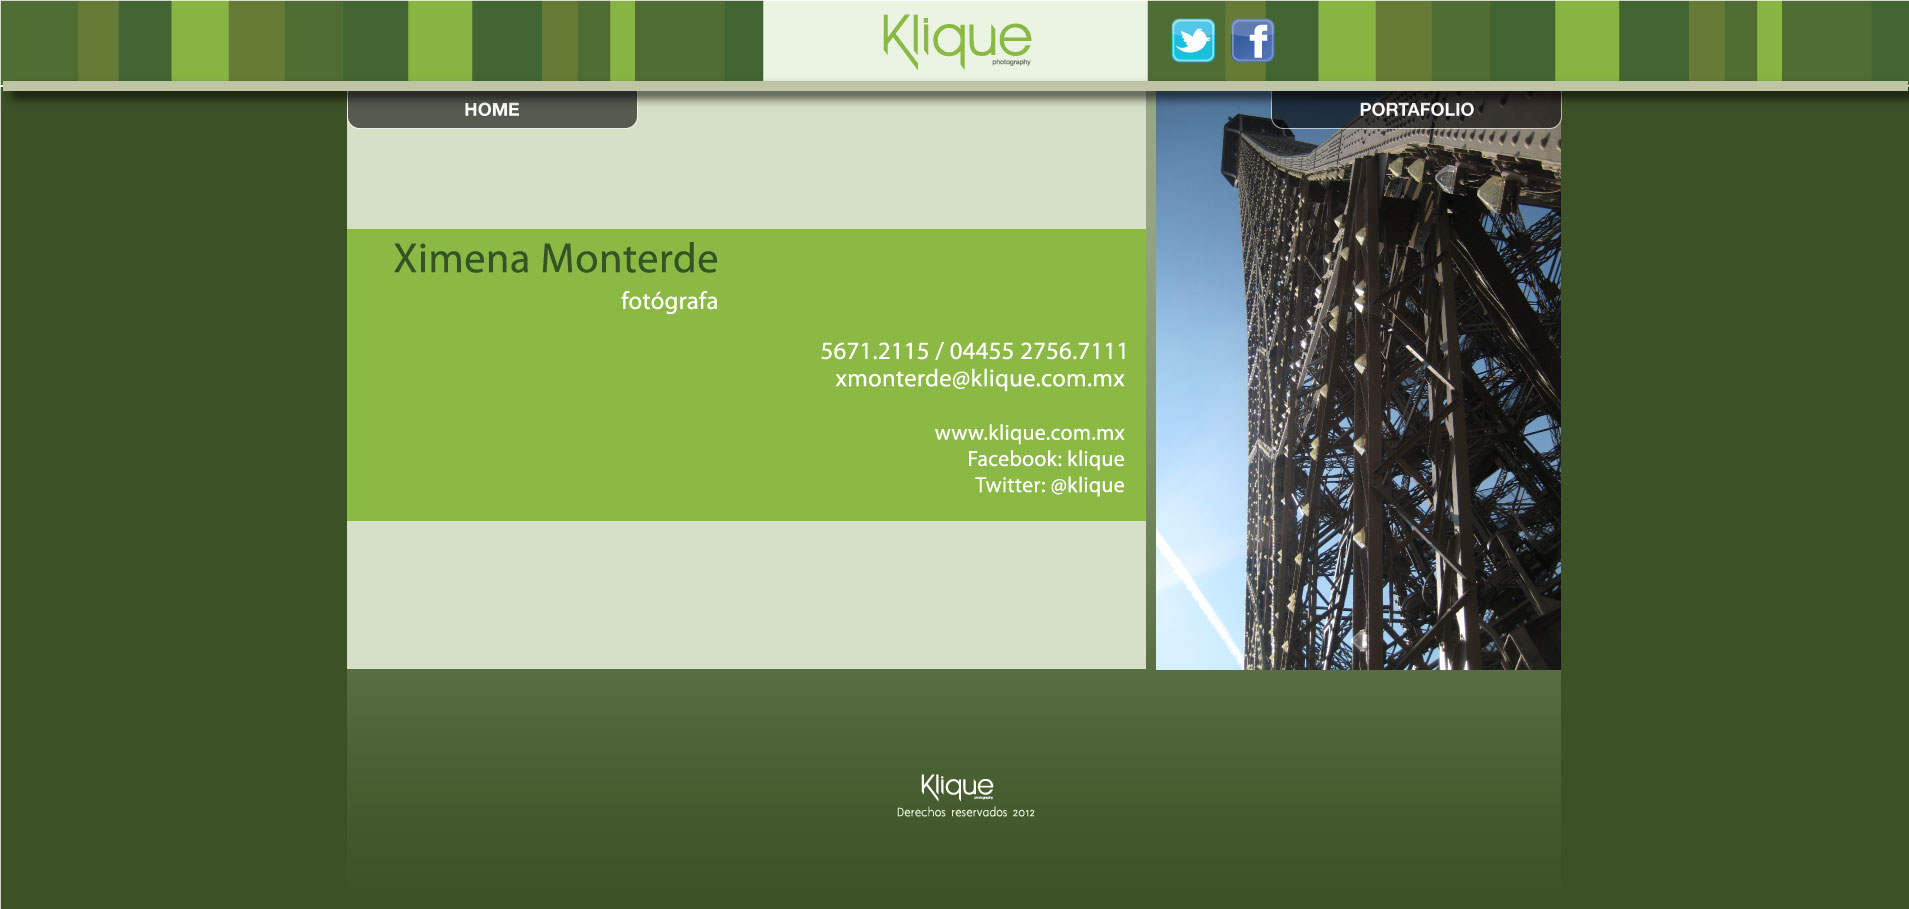 Klique
photography
HOME
PORTAFOLIO
Ximena Monterde
fotógrafa
5671.2115 / 04455 2756.7111
xmonterde@klique.com.mx
www.klique.com.mx
Facebook: klique
Twitter: @klique
Klique
photography
Derechos reservados 2012